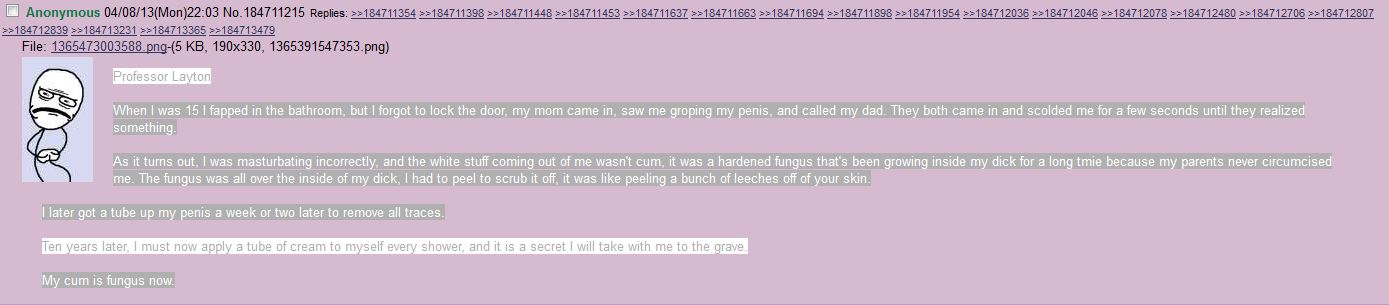 Anonymous 04/08/13(Mon)22:03 No.184711215 Replies: >>184711354 >>184711398 >>184711448 >>184711453 >>184711637 >>184711663 >>184711694 >>184711898 >>184711954 >>184712036 >>184712046 >>184712078 >>184712480 >>184712706 >>184712807
>>184712839 >>184713231 >>184713365 >>184713479
File: 1365473003588.png-(5 KB, 190x330, 1365391547353.png)
Professor Layton
When I was 15 I fapped in the bathroom, but I forgot to lock the door, my mom came in, saw me groping my penis, and called my dad. They both came in and scolded me for a few seconds until they realized
something.
As it turns out, I was masturbating incorrectly, and the white stuff coming out of me wasn't cum, it was a hardened fungus that's been growing inside my dick for a long tmie because my parents never circumcised
me. The fungus was all over the inside of my dick, I had to peel to scrub it off, it was like peeling a bunch of leeches off of your skin.
I later got a tube up my penis a week or two later to remove all traces.
Ten years later, I must now apply a tube of cream to myself every shower, and it is a secret I will take with me to the grave.
My cum is fungus now.